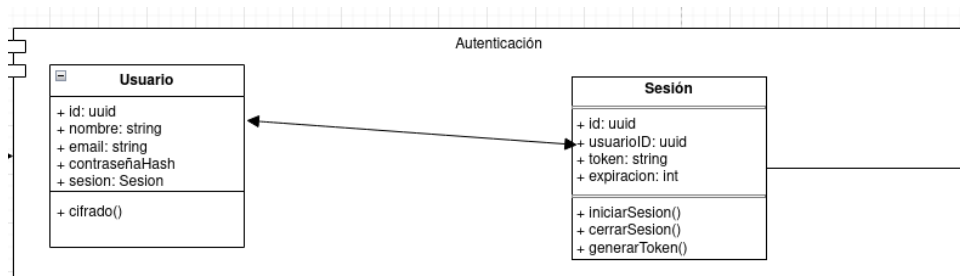 Autenticación
Usuario
+ id: uuid
+ nombre: string
+ email: string
+ contraseñaHash
+ sesion: Sesion
+ cifrado()
Sesión
+ id: uuid
+ usuarioID: uuid
+ token: string
+ expiracion: int
+ iniciarSesion()
+ cerrarSesion()
+ generarToken()